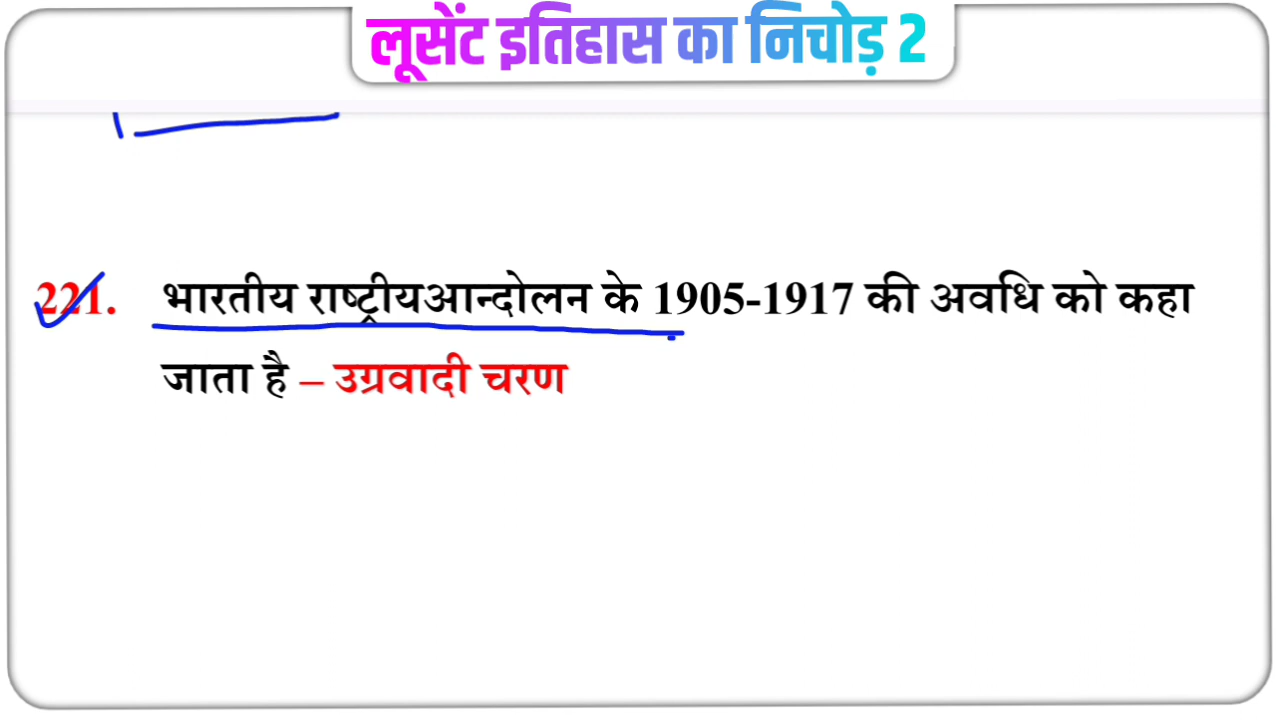 लूसेंट इतिहास का निचोड़ 2
221. भारतीय राष्ट्रीयआन्दोलन के 1905-1917 की अवधि को कहा
जाता है – उग्रवादी चरण